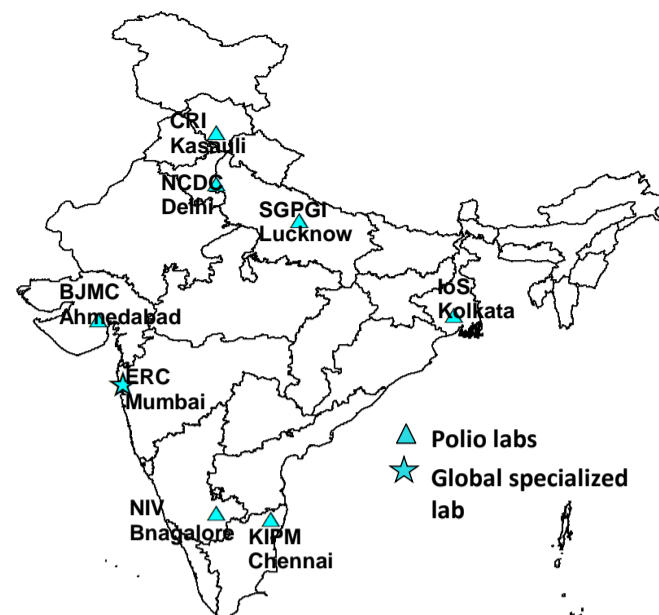 CRI
Kasauli
NCDC
Delhi
SGPGI
Lucknow
BJMC
Ahmedabad
IoS
Kolkata
ERC
Mumbai
Polio labs
Global specialized
lab
NIV
Bnagalore
KIPM
Chennai